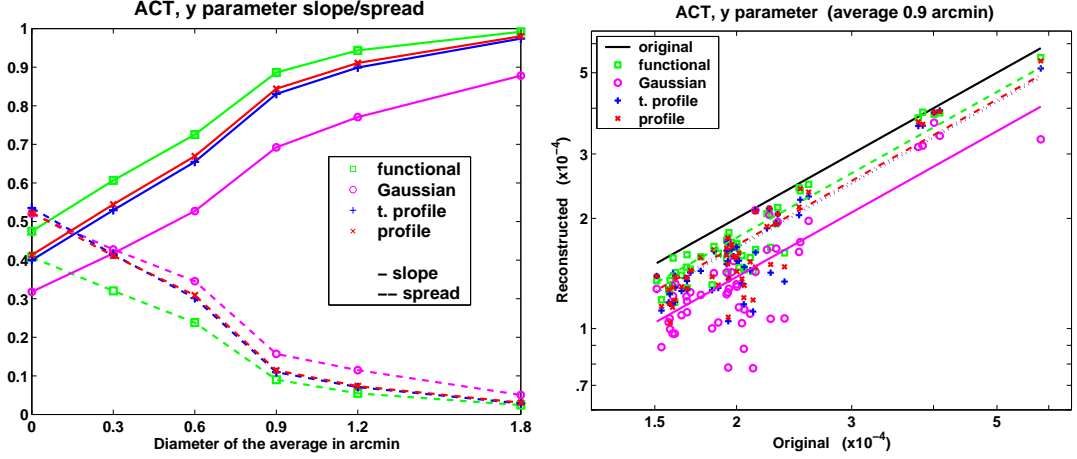 ACT, y parameter slope/spread
1
0.9
0.8
0.7
0.6
0.5
0.4
0.3
0.2
0.1
0
functional
Gaussian
t. profile
profile
– slope
–– spread
0 0.3 0.6 0.9 1.2 1.8
Diameter of the average in arcmin
ACT, y parameter (average 0.9 arcmin)
original
functional
Gaussian
t. profile
profile
Reconstructed (x10⁻⁴)
5
3
2
1
.7
1.5 2 3 5
Original (x10⁻⁴)